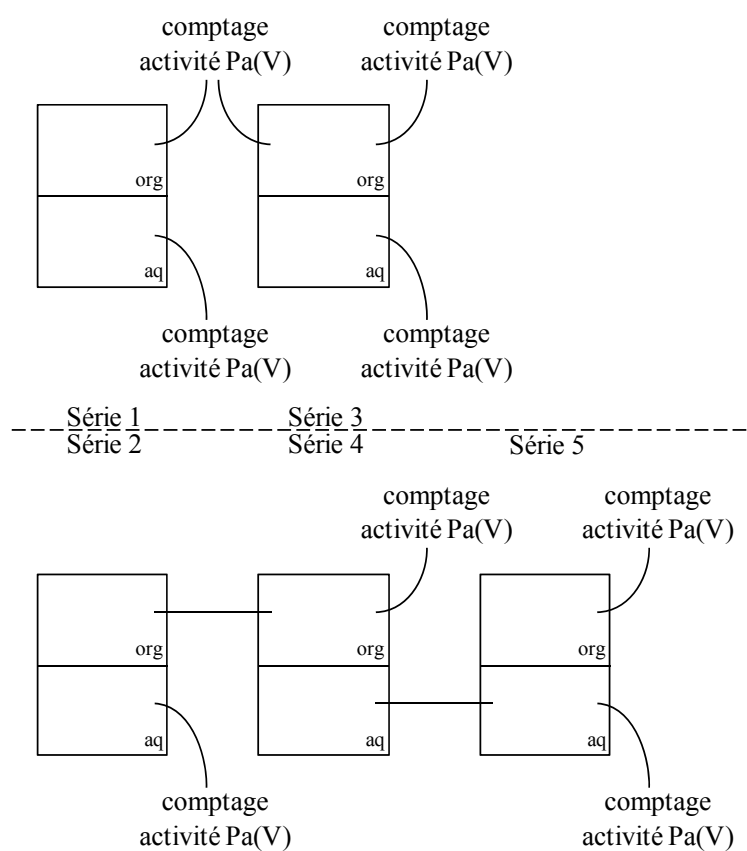 comptage
activité Pa(V)
comptage
activité Pa(V)
org
org
aq
aq
comptage
activité Pa(V)
comptage
activité Pa(V)
Série 1
Série 3
Série 2
Série 4
Série 5
comptage
activité Pa(V)
comptage
activité Pa(V)
org
org
org
aq
aq
aq
comptage
activité Pa(V)
comptage
activité Pa(V)